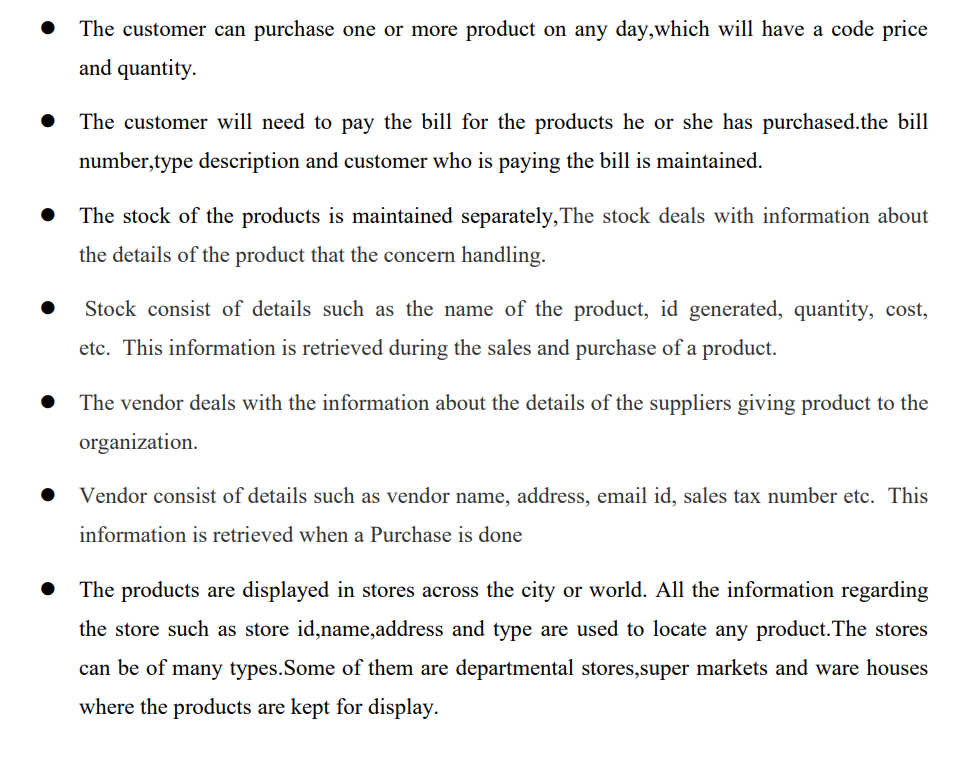 ● The customer can purchase one or more product on any day,which will have a code price
and quantity.
● The customer will need to pay the bill for the products he or she has purchased.the bill
number,type description and customer who is paying the bill is maintained.
● The stock of the products is maintained separately,The stock deals with information about
the details of the product that the concern handling.
● Stock consist of details such as the name of the product, id generated, quantity, cost,
etc. This information is retrieved during the sales and purchase of a product.
● The vendor deals with the information about the details of the suppliers giving product to the
organization.
● Vendor consist of details such as vendor name, address, email id, sales tax number etc. This
information is retrieved when a Purchase is done
● The products are displayed in stores across the city or world. All the information regarding
the store such as store id,name,address and type are used to locate any product.The stores
can be of many types.Some of them are departmental stores,super markets and ware houses
where the products are kept for display.